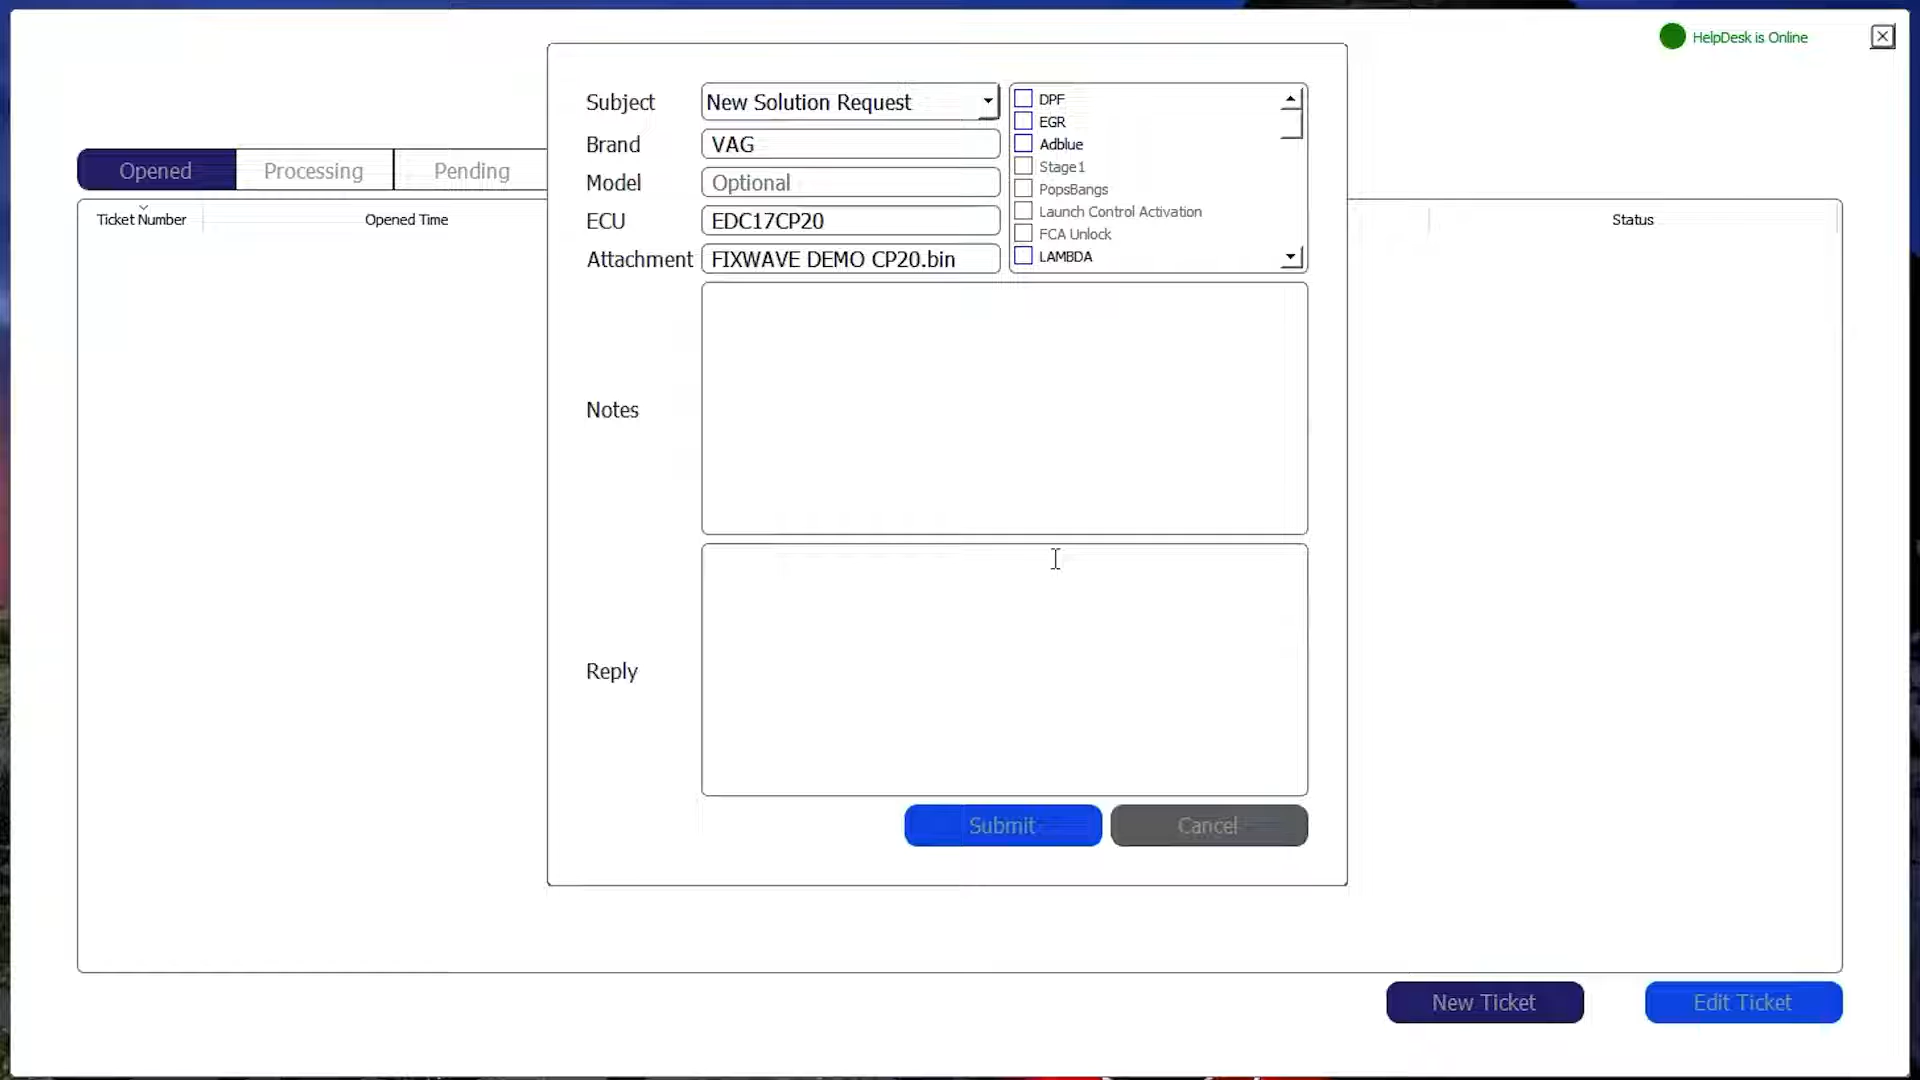 HelpDesk is Online
Subject New Solution Request
Brand VAG
Model Optional
ECU EDC17CP20
Attachment FIXWAVE DEMO CP20.bin
DPF
EGR
Adblue
Stage1
PopsBangs
Launch Control Activation
FCA Unlock
LAMBDA
Opened Processing Pending
Ticket Number Opened Time Status
Notes
Reply
Submit Cancel
New Ticket Edit Ticket